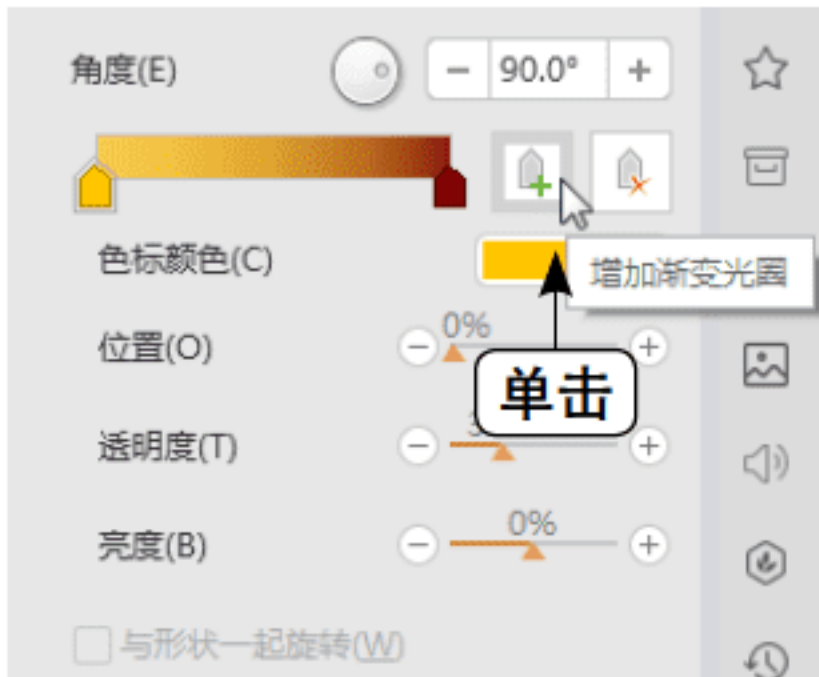 角度(E)
90.0°
色标颜色(C)
增加渐变光圈
位置(O)
0%
单击
透明度(T)
亮度(B)
0%
与形状一起旋转(W)